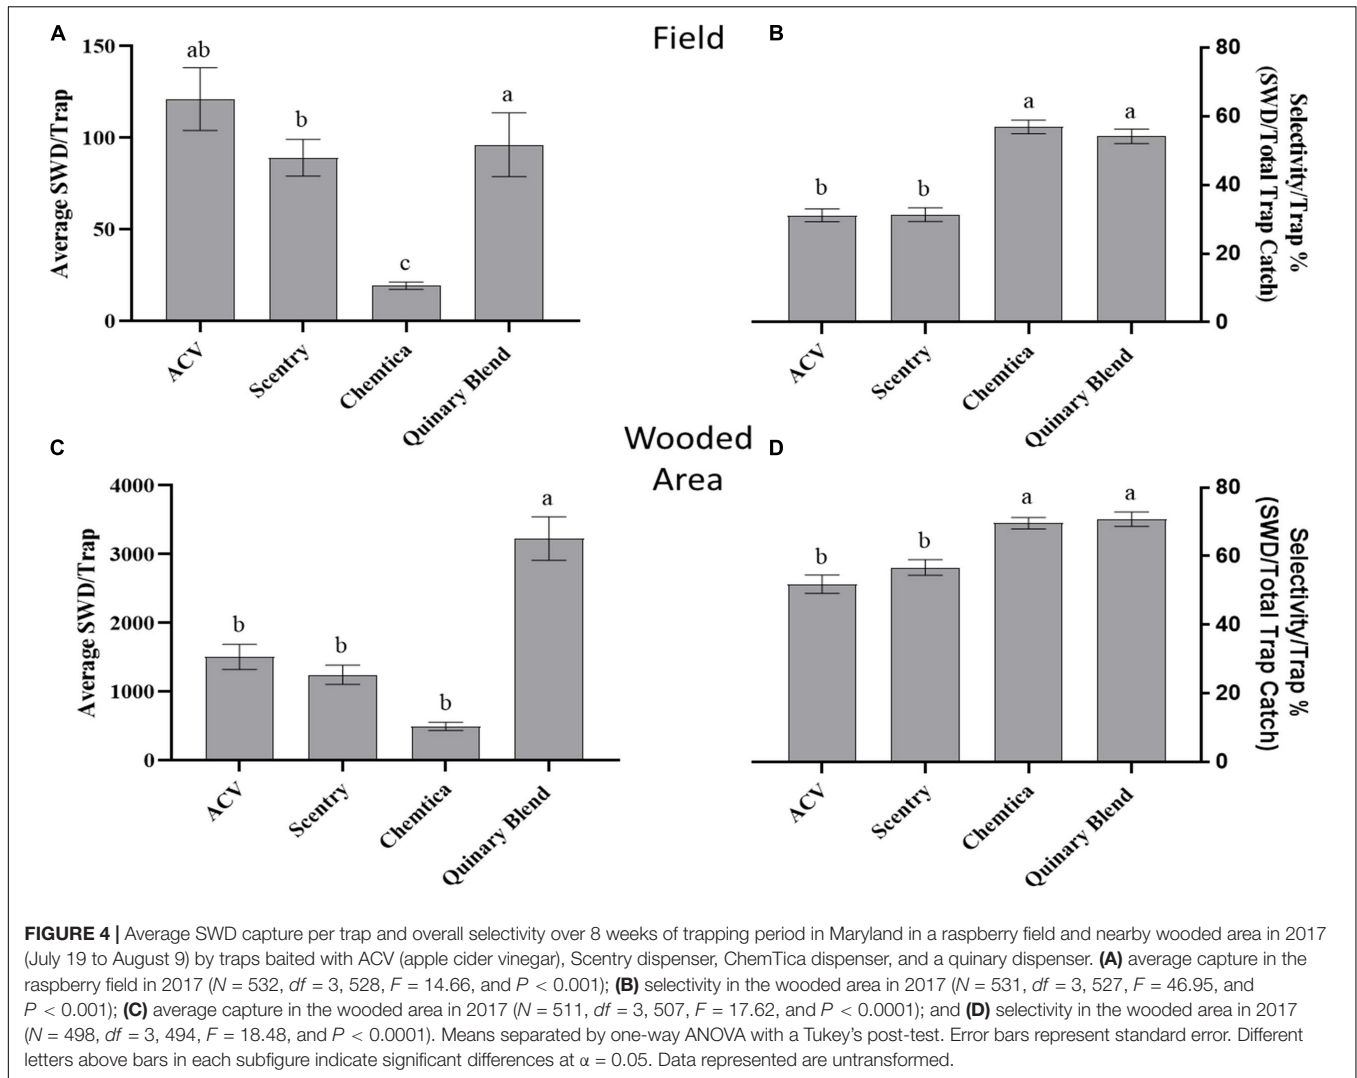 A
Field
B
150
100
50
0
Average SWD/Trap
ab
b
c
a
ACV
Scentry
Chemtica
Quinary Blend
b
b
a
a
80
60
40
20
0
Selectivity/Trap %
(SWD/Total Trap Catch)
ACV
Scentry
Chemtica
Quinary Blend
C
Wooded
Area
D
4000
3000
2000
1000
0
Average SWD/Trap
b
b
b
a
ACV
Scentry
Chemtica
Quinary Blend
b
b
a
a
80
60
40
20
0
Selectivity/Trap %
(SWD/Total Trap Catch)
ACV
Scentry
Chemtica
Quinary Blend
FIGURE 4 | Average SWD capture per trap and overall selectivity over 8 weeks of trapping period in Maryland in a raspberry field and nearby wooded area in 2017
(July 19 to August 9) by traps baited with ACV (apple cider vinegar), Scentry dispenser, ChemTica dispenser, and a quinary dispenser. (A) average capture in the
raspberry field in 2017 (N = 532, df = 3, 528, F = 14.66, and P < 0.001); (B) selectivity in the wooded area in 2017 (N = 531, df = 3, 527, F = 46.95, and
P < 0.001); (C) average capture in the wooded area in 2017 (N = 511, df = 3, 507, F = 17.62, and P < 0.0001); and (D) selectivity in the wooded area in 2017
(N = 498, df = 3, 494, F = 18.48, and P < 0.0001). Means separated by one-way ANOVA with a Tukey's post-test. Error bars represent standard error. Different
letters above bars in each subfigure indicate significant differences at α = 0.05. Data represented are untransformed.